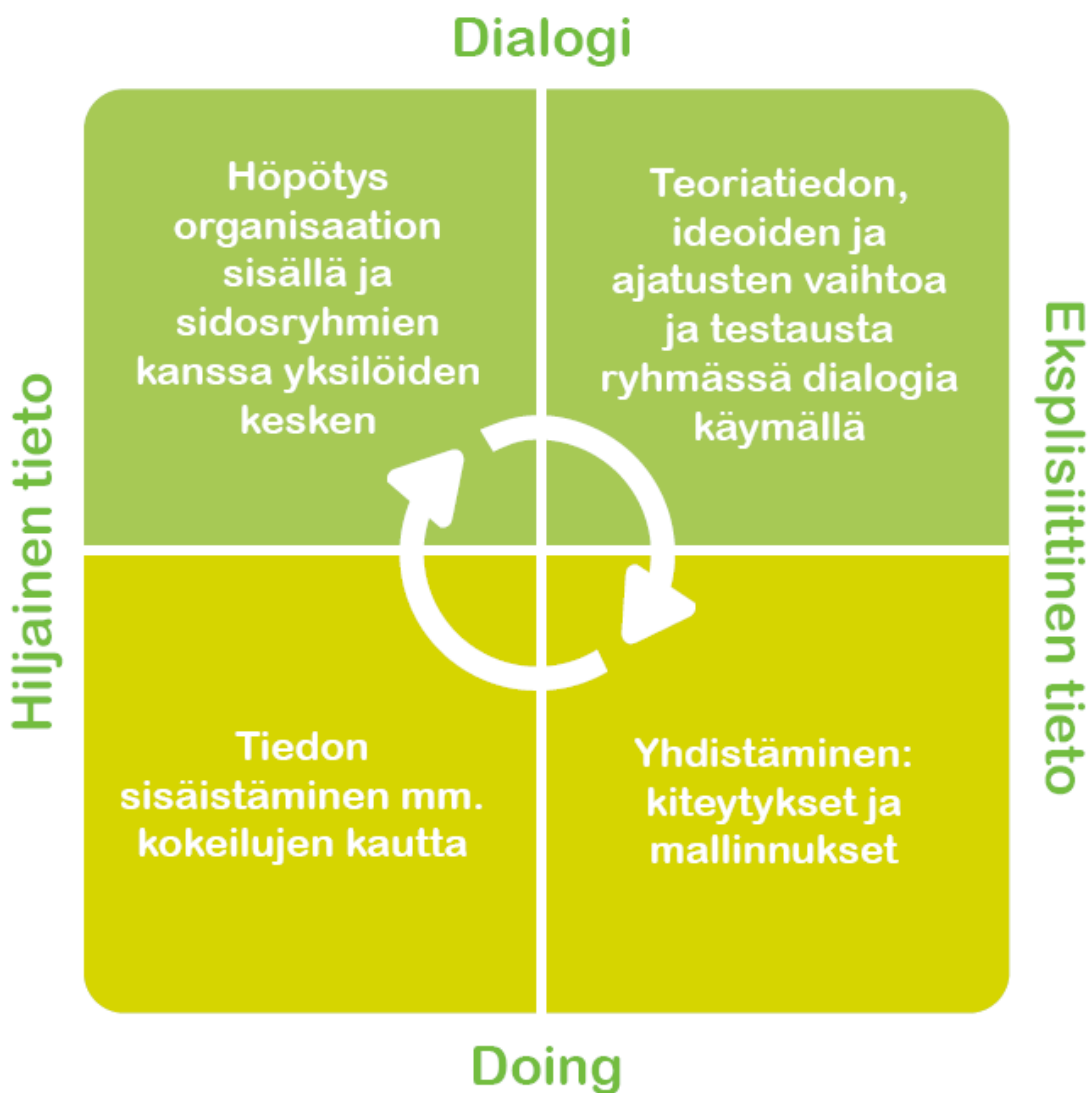 Dialogi
Höpötys
organisaation
sisällä ja
sidosryhmien
kanssa yksilöiden
kesken
Teoriatiedon,
ideoiden ja
ajatusten vaihtoa
ja testausta
ryhmässä dialogia
käymällä
Hiljainen tieto
Eksplisiittinen tieto
Tiedon
sisäistäminen mm.
kokeilujen kautta
Yhdistäminen:
kiteytykset ja
mallinnukset
Doing